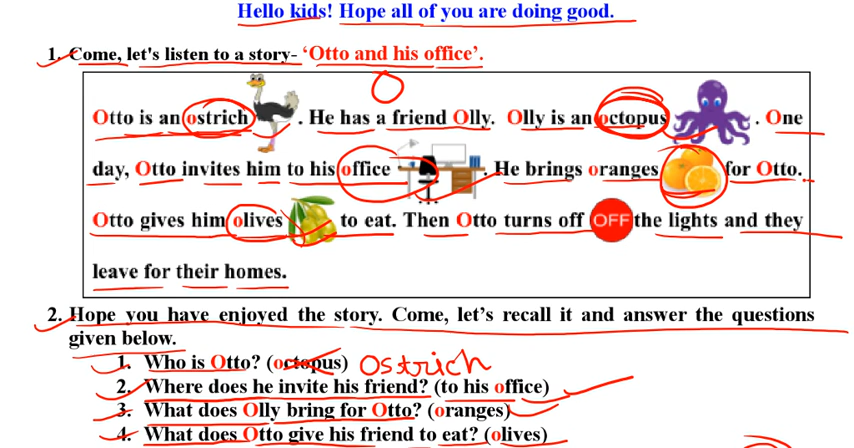 Hello kids! Hope all of you are doing good.
1. Come, let's listen to a story- ‘Otto and his office’.
O
Otto is an ostrich . He has a friend Olly. Olly is an octopus . One
day, Otto invites him to his office . He brings oranges for Otto.
Otto gives him olives to eat. Then Otto turns off OFF the lights and they
leave for their homes.
2. Hope you have enjoyed the story. Come, let’s recall it and answer the questions
given below.
1. Who is Otto? (octopus) Ostrich
2. Where does he invite his friend? (to his office)
3. What does Olly bring for Otto? (oranges)
4. What does Otto give his friend to eat? (olives)